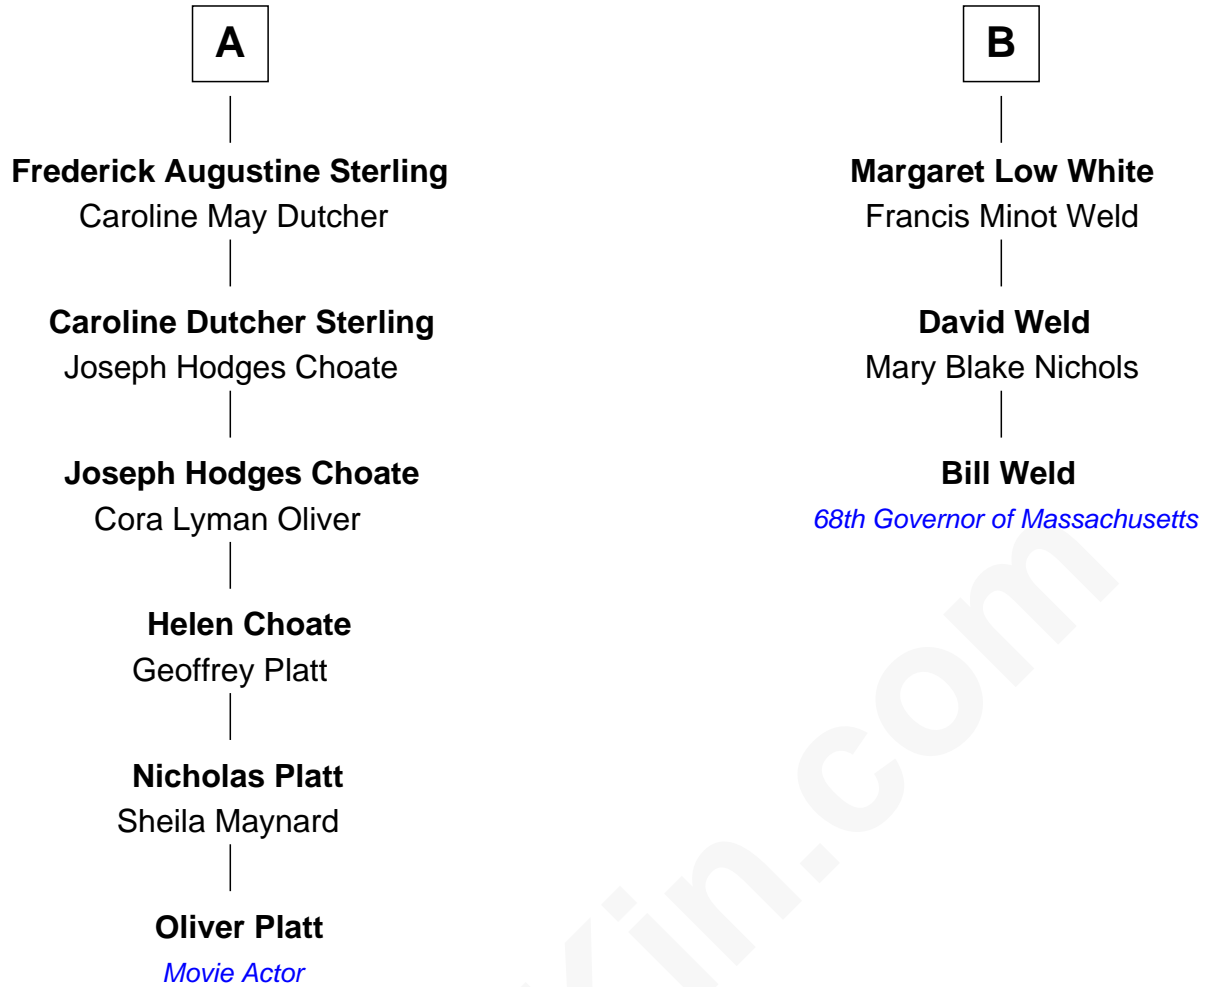 A
Frederick Augustine Sterling
Caroline May Dutcher
Caroline Dutcher Sterling
Joseph Hodges Choate
Joseph Hodges Choate
Cora Lyman Oliver
Helen Choate
Geoffrey Platt
Nicholas Platt
Sheila Maynard
Oliver Platt
Movie Actor
B
Margaret Low White
Francis Minot Weld
David Weld
Mary Blake Nichols
Bill Weld
68th Governor of Massachusetts
Kin.com